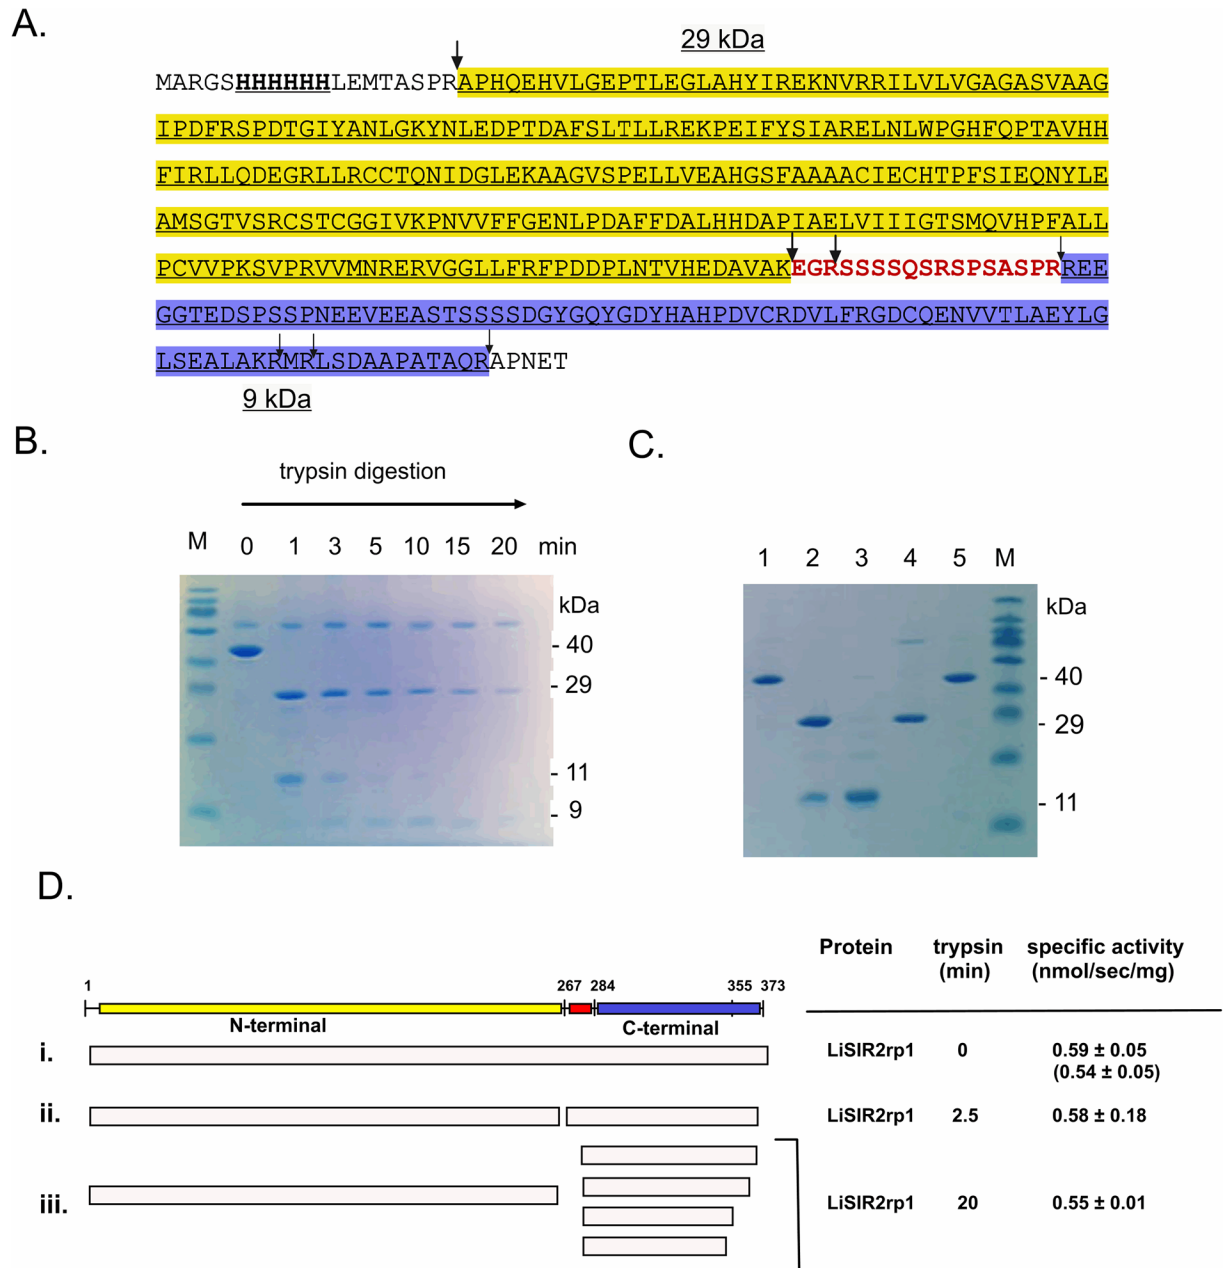 A.
29 kDa
MARGSHHHHHHLEMTASPRAPHQEHVLGEPTLEGLAHYIREKNVRRILVLVGAGASVAAG
IPDFRSPDTGIYANLGKYNLEDPTDAFSLTLLREKPEIFYSIARELNLWPGHFQPTAVHH
FIRLLQDEGRLLRCCTQNIDGLEKAAGVSPELLVEAHGSFAAAACIECHTPFSIEQNYLE
AMSGTVSRCSTCGGIVKPNVVFFGENLPDAFFDALHHDAPIAELVIIIGTSMQVHPFALL
PCVVPKSVPRVVMNRERVGGLLFRFPDDPLNTVHEDAVAKEGRSSSSQSRSPSASPRREE
GGTEDSPSSPNEEVEEASTSSSSDGYGQYGDYHAHPDVCRDVLFRGDCQENVVTLAEYLG
LSEALAKRMRLSDAAPATAQRAPNET
9 kDa
B.
trypsin digestion
M 0 1 3 5 10 15 20 min
kDa
- 40
- 29
- 11
- 9
C.
1 2 3 4 5 M
kDa
- 40
- 29
- 11
D.
Protein trypsin (min) specific activity (nmol/sec/mg)
1 267 284 355 373
N-terminal C-terminal
i. LiSIR2rp1 0 0.59 ± 0.05
(0.54 ± 0.05)
ii. LiSIR2rp1 2.5 0.58 ± 0.18
iii. LiSIR2rp1 20 0.55 ± 0.01